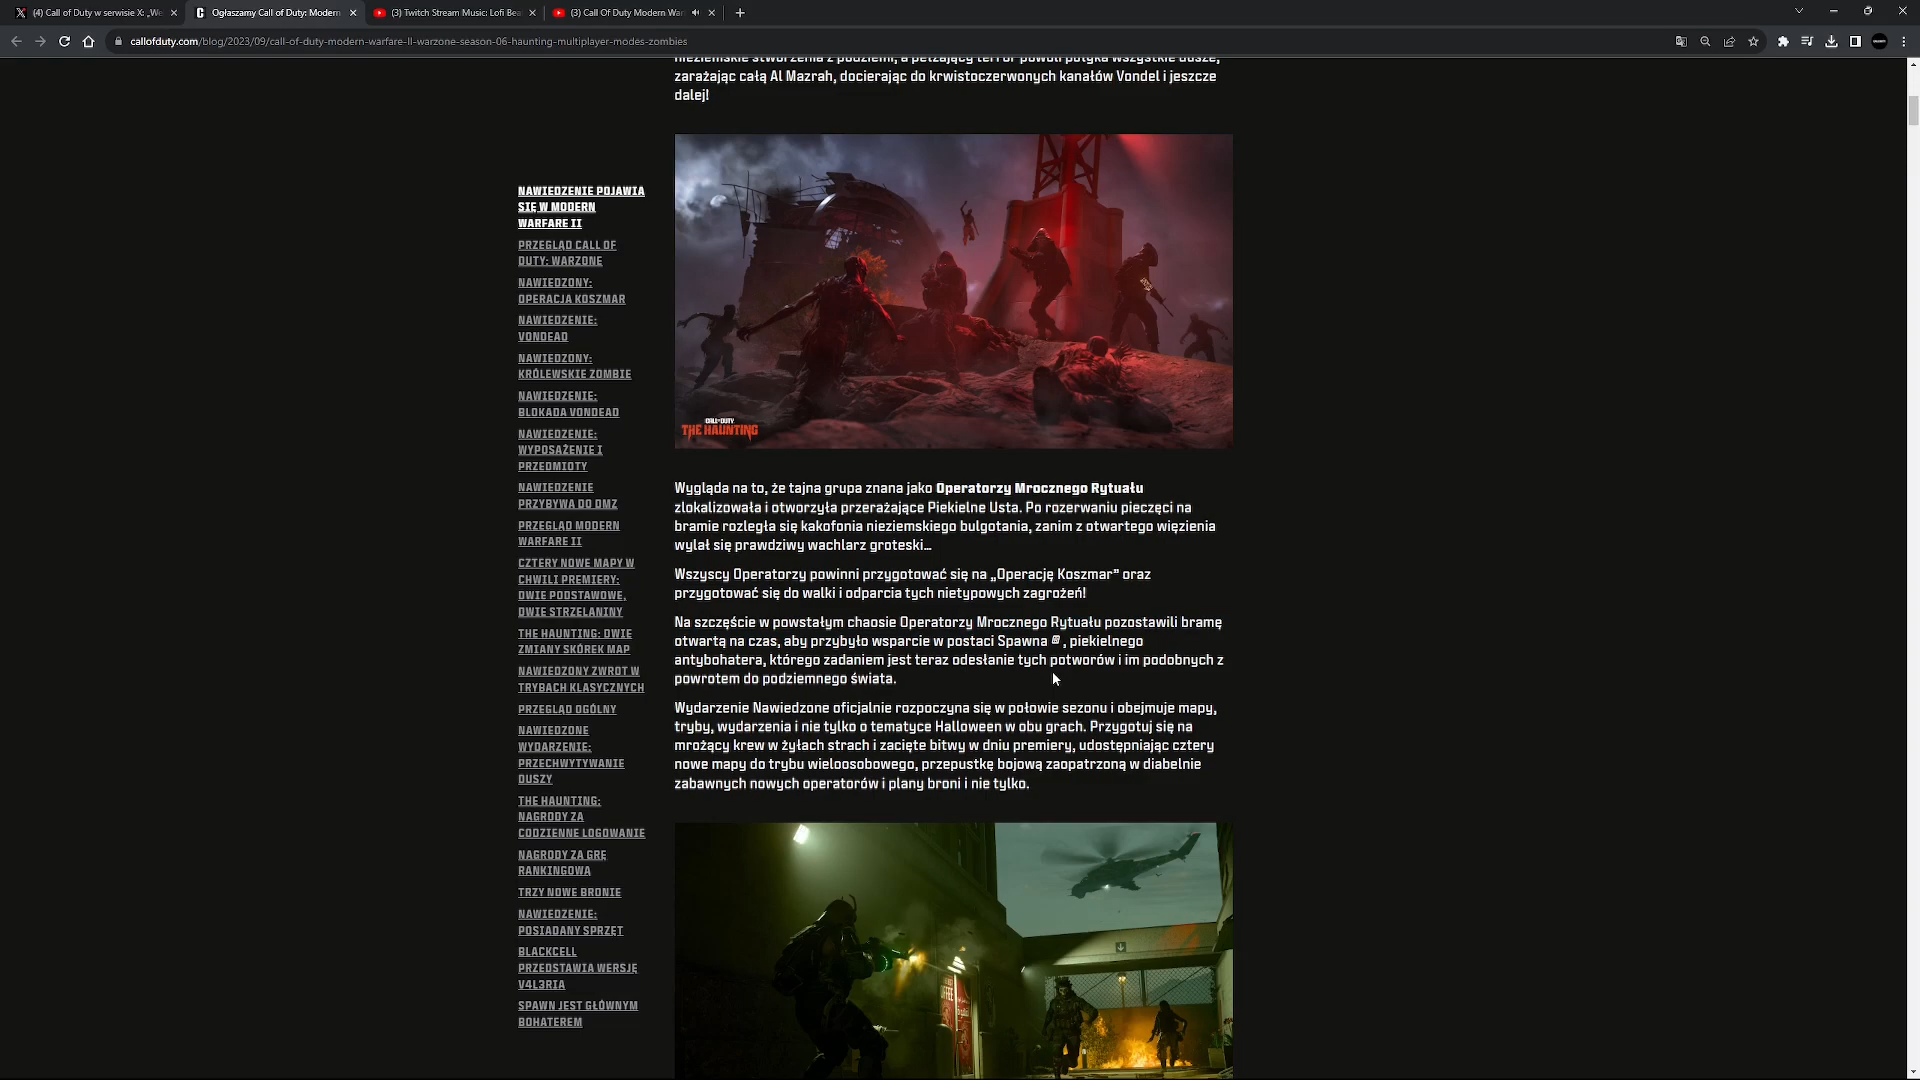 (4) Call of Duty w serwisie X: „We
Ogłaszamy Call of Duty: Modern
(3) Twitch Stream Music: Lofi Bea
(3) Call Of Duty Modern War
callofduty.com/blog/2023/09/call-of-duty-modern-warfare-II-warzone-season-06-haunting-multiplayer-modes-zombies
nieziemskie stworzenia z podziemi, a pełzający terror powoli połyka wszystkie dusze,
zarażając całą Al Mazrah, docierając do krwistoczerwonych kanałów Vondel i jeszcze
dalej!
NAWIEDZENIE POJAWIA
SIĘ W MODERN
WARFARE II
PRZEGLĄD CALL OF
DUTY: WARZONE
NAWIEDZONY:
OPERACJA KOSZMAR
NAWIEDZENIE:
VONDEAD
NAWIEDZONY:
KRÓLEWSKIE ZOMBIE
NAWIEDZENIE:
BLOKADA VONDEAD
NAWIEDZENIE:
WYPOSAŻENIE I
PRZEDMIOTY
NAWIEDZENIE
PRZYBYWA DO DMZ
PRZEGLĄD MODERN
WARFARE II
CZTERY NOWE MAPY W
CHWILI PREMIERY:
DWIE PODSTAWOWE,
DWIE STRZELANINY
THE HAUNTING: DWIE
ZMIANY SKÓREK MAP
NAWIEDZONY ZWROT W
TRYBACH KLASYCZNYCH
PRZEGLĄD OGÓLNY
NAWIEDZONE
WYDARZENIE:
PRZECHWYTYWANIE
DUSZY
THE HAUNTING:
NAGRODY ZA
CODZIENNE LOGOWANIE
NAGRODY ZA GRĘ
RANKINGOWĄ
TRZY NOWE BRONIE
NAWIEDZENIE:
POSIADANY SPRZĘT
BLACKCELL
PRZEDSTAWIA WERSJĘ
V4L3RIA
SPAWN JEST GŁÓWNYM
BOHATEREM
CALL OF DUTY
THE HAUNTING
Wygląda na to, że tajna grupa znana jako Operatorzy Mrocznego Rytuału
zlokalizowała i otworzyła przerażające Piekielne Usta. Po rozerwaniu pieczęci na
bramie rozległa się kakofonia nieziemskiego bulgotania, zanim z otwartego więzienia
wylał się prawdziwy wachlarz groteski...
Wszyscy Operatorzy powinni przygotować się na „Operację Koszmar” oraz
przygotować się do walki i odparcia tych nietypowych zagrożeń!
Na szczęście w powstałym chaosie Operatorzy Mrocznego Rytuału pozostawili bramę
otwartą na czas, aby przybyło wsparcie w postaci Spawna , piekielnego
antybohatera, którego zadaniem jest teraz odesłanie tych potworów i im podobnych z
powrotem do podziemnego świata.
Wydarzenie Nawiedzone oficjalnie rozpoczyna się w połowie sezonu i obejmuje mapy,
tryby, wydarzenia i nie tylko o tematyce Halloween w obu grach. Przygotuj się na
mrożący krew w żyłach strach i zacięte bitwy w dniu premiery, udostępniając cztery
nowe mapy do trybu wieloosobowego, przepustkę bojową zaopatrzoną w diabelnie
zabawnych nowych operatorów i plany broni i nie tylko.